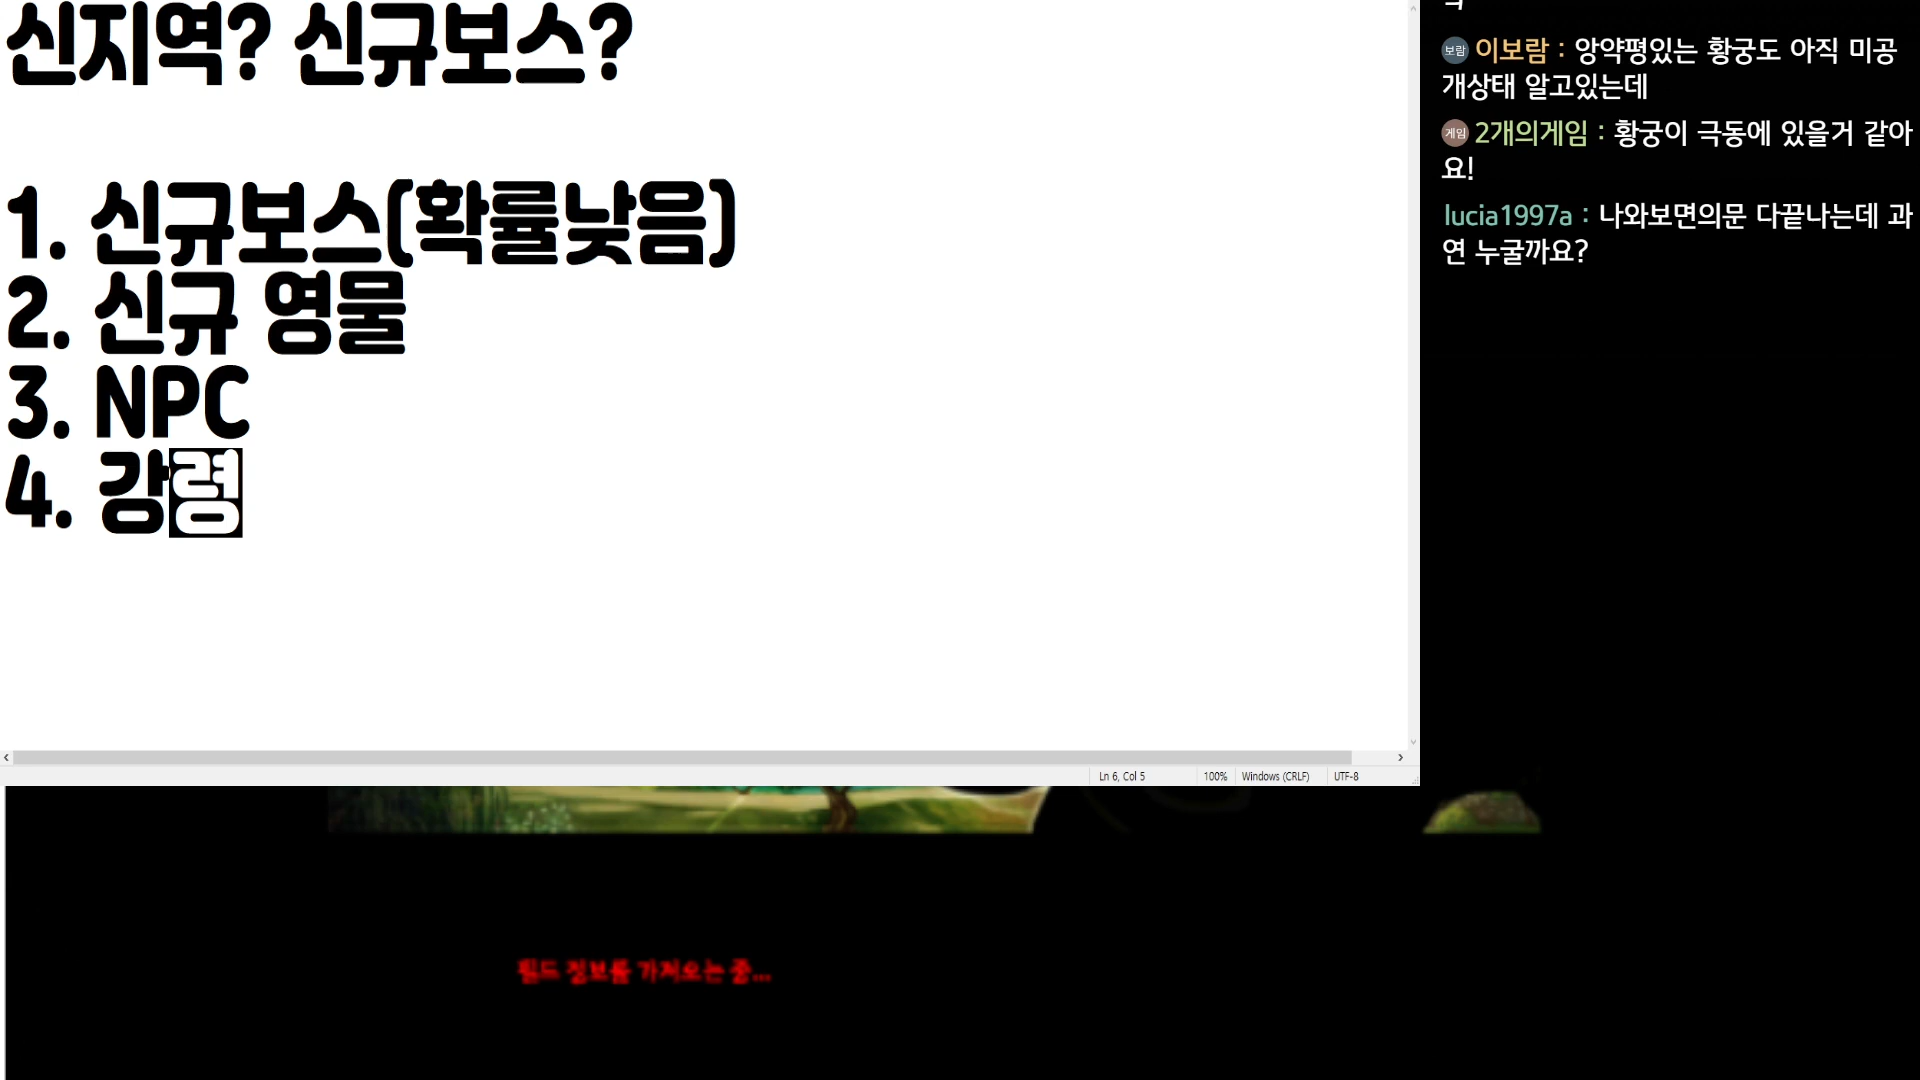 신지역? 신규보스?
1. 신규보스(확률낮음)
2. 신규 영물
3. NPC
4. 강령
Ln 6, Col 5
100%
Windows (CRLF)
UTF-8
보람 이보람 : 앙약평있는 황궁도 아직 미공
개상태 알고있는데
게임 2개의게임 : 황궁이 극동에 있을거 같아
요!
lucia1997a : 나와보면의문 다끝나는데 과
연 누굴까요?
필드 정보를 가져오는 중...